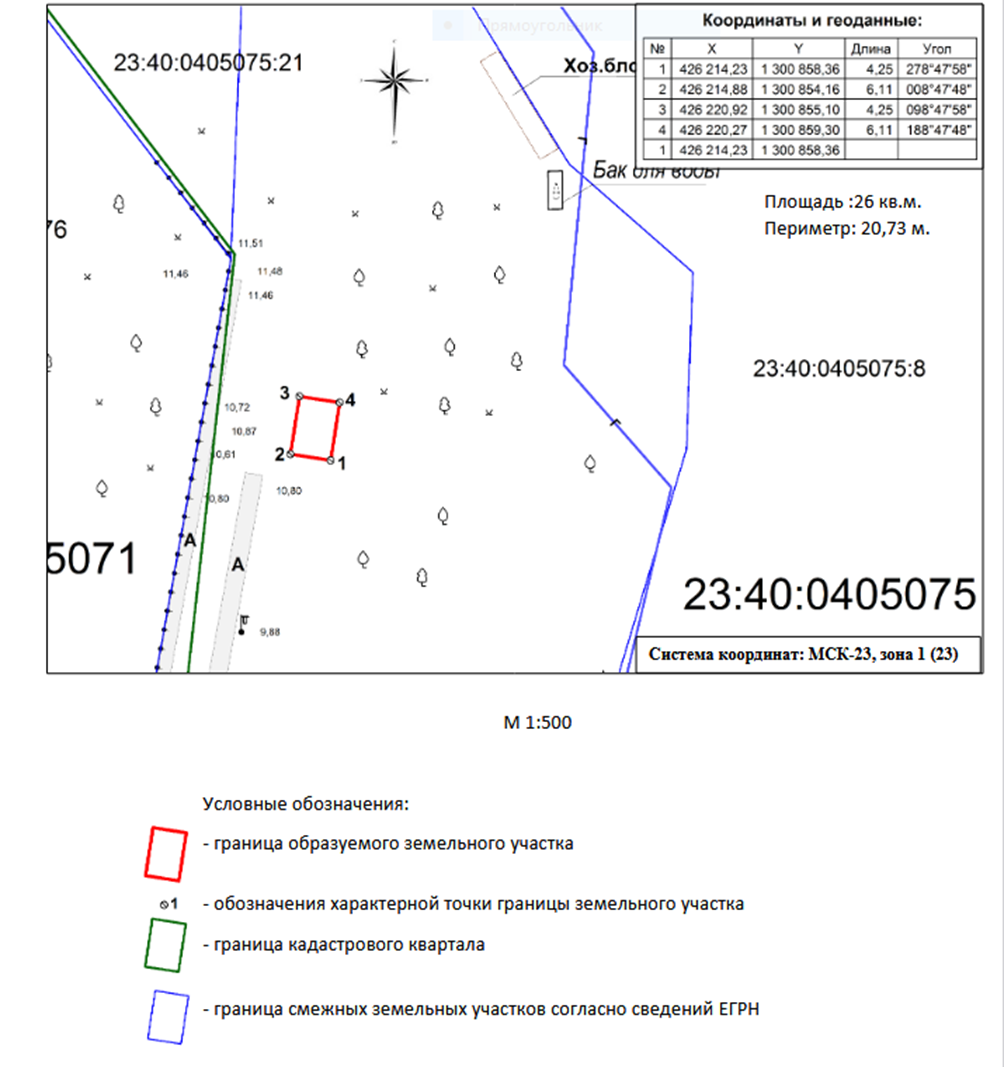 Прямоугольник
Координаты и геоданные:
№ X Y Длина Угол
1 426 214,23 1 300 858,36 4,25 278°47'58"
2 426 214,88 1 300 854,16 6,11 008°47'48"
3 426 220,92 1 300 855,10 4,25 098°47'58"
4 426 220,27 1 300 859,30 6,11 188°47'48"
1 426 214,23 1 300 858,36
23:40:0405075:21
Хоз.бло
Бак для воды
Площадь :26 кв.м.
Периметр: 20,73 м.
76
11,51
11,46
11,48
11,46
23:40:0405075:8
3
4
10,72
10,87
0,61
2
1
10,80
0,80
А
5071
А
23:40:0405075
9,88
Система координат: МСК-23, зона 1 (23)
М 1:500
Условные обозначения:
- граница образуемого земельного участка
1 - обозначения характерной точки границы земельного участка
- граница кадастрового квартала
- граница смежных земельных участков согласно сведений ЕГРН